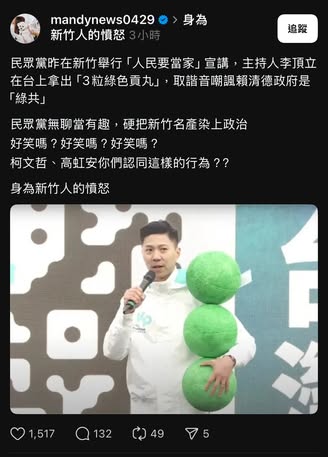 mandynews0429 › 身為
新竹人的憤怒 3小時
追蹤
民眾黨昨在新竹舉行「人民要當家」宣講，主持人李頂立
在台上拿出「3粒綠色貢丸」，取諧音嘲諷賴清德政府是
「綠共」
民眾黨無聊當有趣，硬把新竹名產染上政治
好笑嗎？好笑嗎？好笑嗎？
柯文哲、高虹安你們認同這樣的行為??
身為新竹人的憤怒
1,517
132
49
5